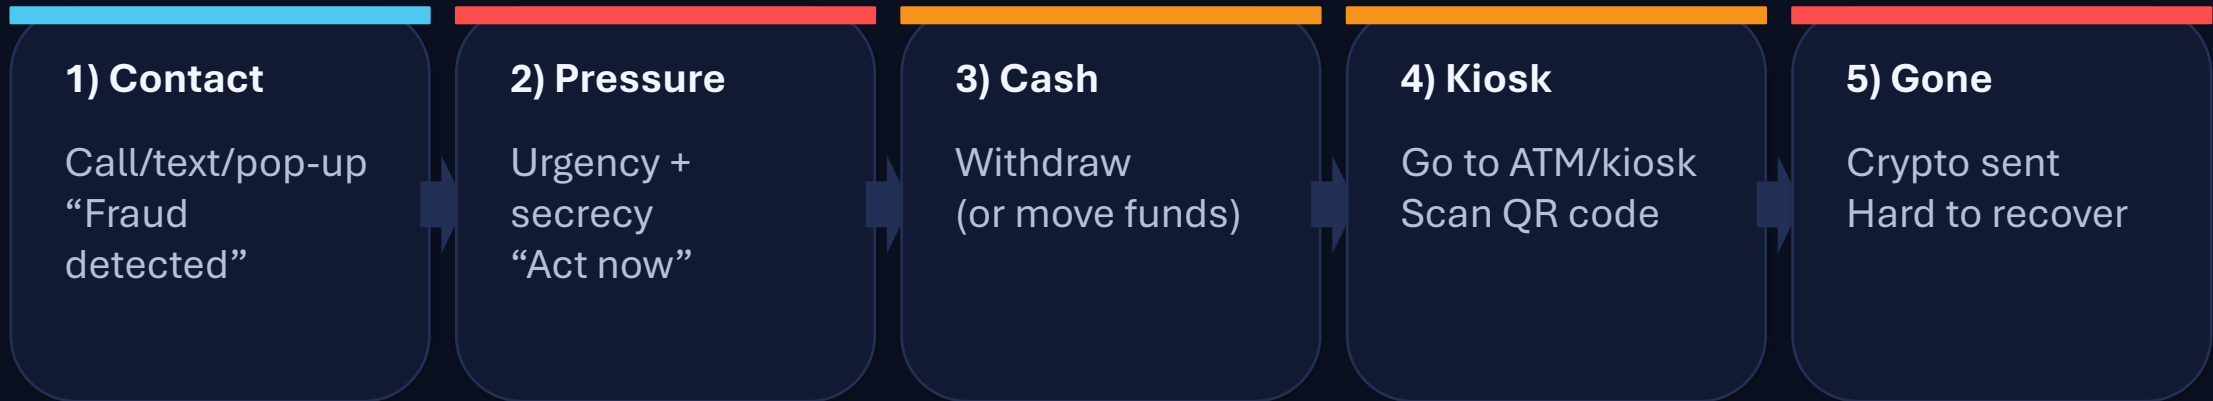 1) Contact
Call/text/pop-up
“Fraud
detected”
2) Pressure
Urgency +
secrecy
“Act now”
3) Cash
Withdraw
(or move funds)
4) Kiosk
Go to ATM/kiosk
Scan QR code
5) Gone
Crypto sent
Hard to recover